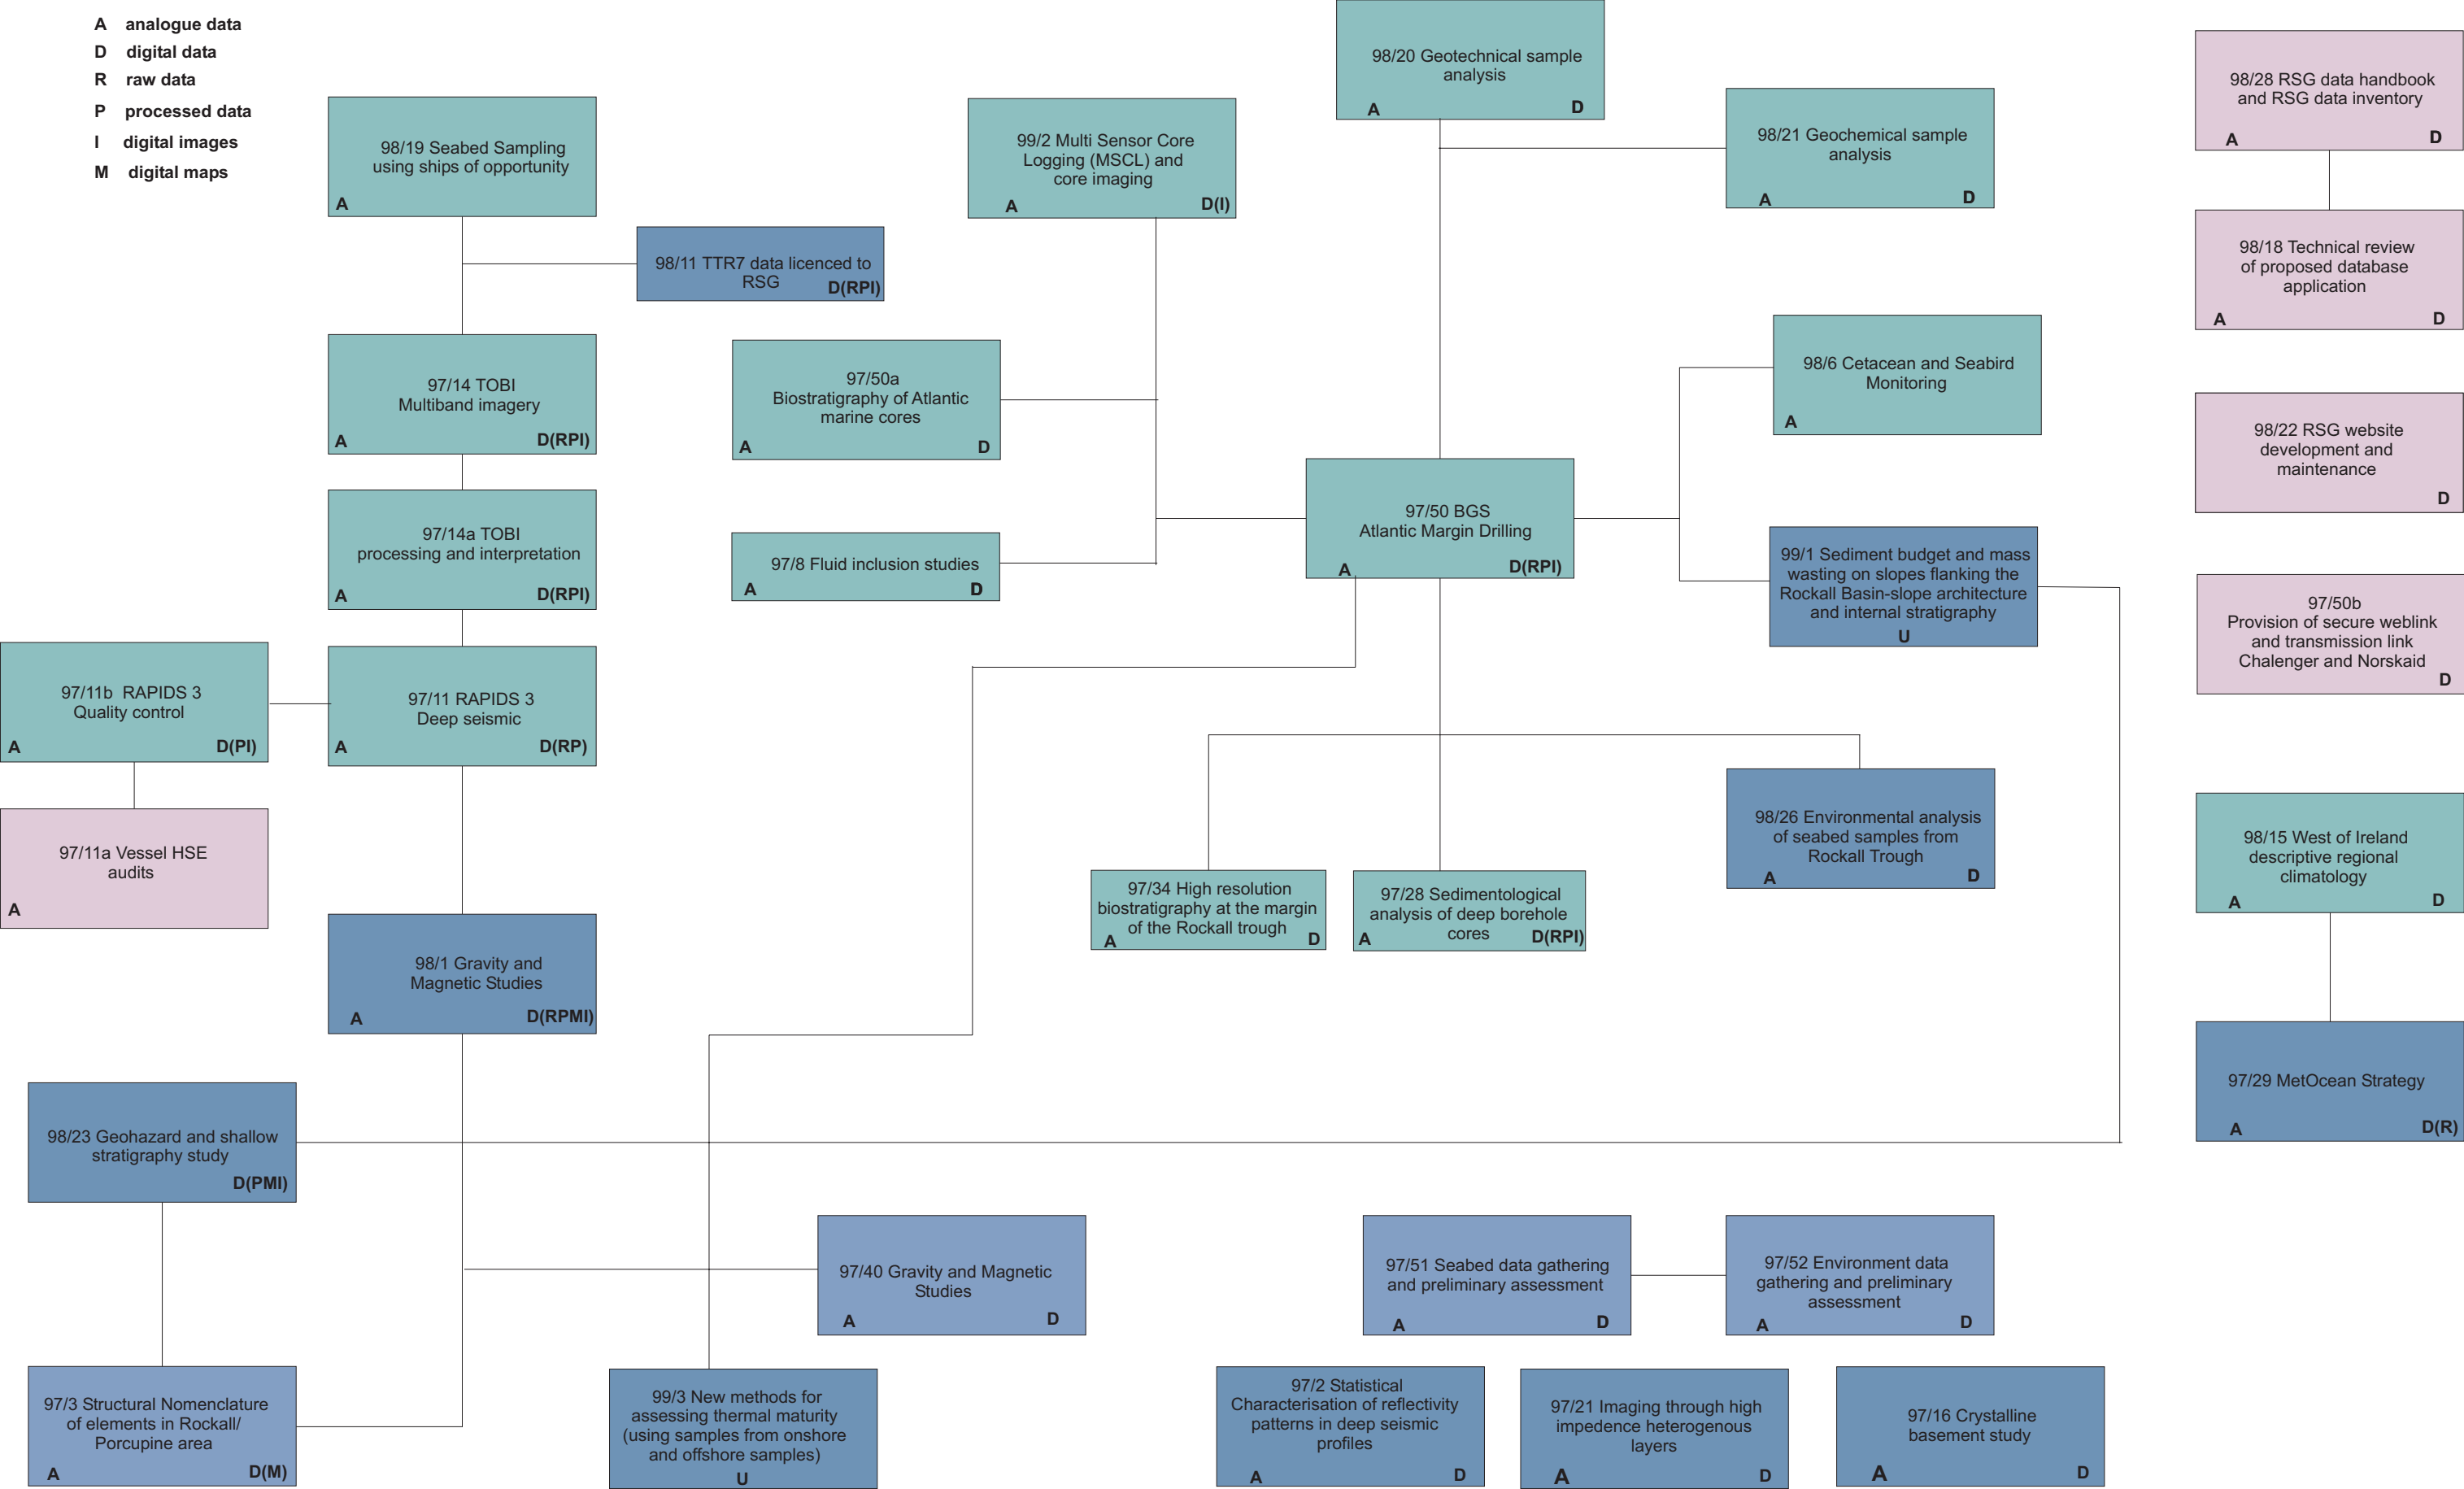 A analogue data
D digital data
R raw data
P processed data
I digital images
M digital maps
98/19 Seabed Sampling
using ships of opportunity
A
98/11 TTR7 data licenced to
RSG
D(RPI)
97/14 TOBI
Multiband imagery
A D(RPI)
97/14a TOBI
processing and interpretation
A D(RPI)
97/11b RAPIDS 3
Quality control
A D(PI)
97/11 RAPIDS 3
Deep seismic
A D(RP)
97/11a Vessel HSE
audits
A
98/1 Gravity and
Magnetic Studies
A D(RPMI)
98/23 Geohazard and shallow
stratigraphy study
D(PMI)
97/3 Structural Nomenclature
of elements in Rockall/
Porcupine area
A D(M)
99/2 Multi Sensor Core
Logging (MSCL) and
core imaging
A D(I)
97/50a
Biostratigraphy of Atlantic
marine cores
A D
97/8 Fluid inclusion studies
A D
98/20 Geotechnical sample
analysis
A D
98/21 Geochemical sample
analysis
A D
98/6 Cetacean and Seabird
Monitoring
A
97/50 BGS
Atlantic Margin Drilling
A D(RPI)
99/1 Sediment budget and mass
wasting on slopes flanking the
Rockall Basin-slope architecture
and internal stratigraphy
U
98/26 Environmental analysis
of seabed samples from
Rockall Trough
A D
97/34 High resolution
biostratigraphy at the margin
of the Rockall trough
A D
97/28 Sedimentological
analysis of deep borehole
cores
A D(RPI)
97/40 Gravity and Magnetic
Studies
A D
99/3 New methods for
assessing thermal maturity
(using samples from onshore
and offshore samples)
U
97/51 Seabed data gathering
and preliminary assessment
A D
97/52 Environment data
gathering and preliminary
assessment
A D
97/2 Statistical
Characterisation of reflectivity
patterns in deep seismic
profiles
A D
97/21 Imaging through high
impedence heterogenous
layers
A D
97/16 Crystalline
basement study
A D
98/28 RSG data handbook
and RSG data inventory
A D
98/18 Technical review
of proposed database
application
A D
98/22 RSG website
development and
maintenance
D
97/50b
Provision of secure weblink
and transmission link
Chalenger and Norskaid
D
98/15 West of Ireland
descriptive regional
climatology
A D
97/29 MetOcean Strategy
A D(R)